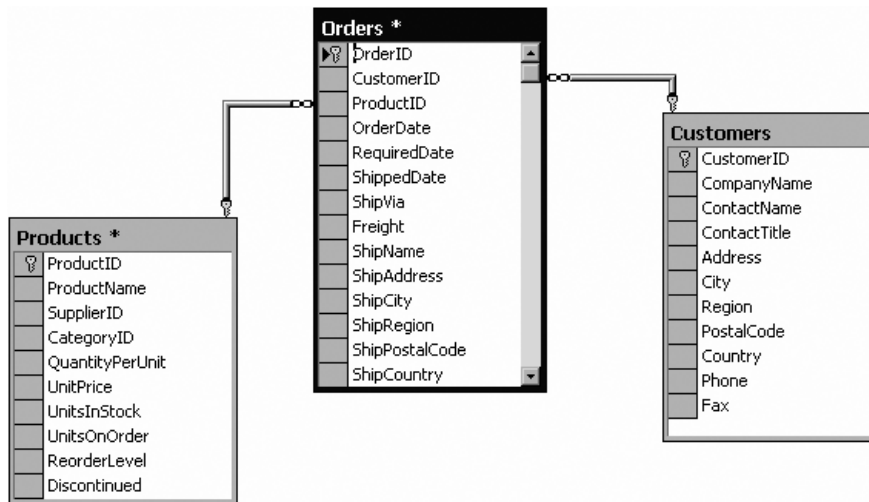 Orders *
OrderID
CustomerID
ProductID
OrderDate
RequiredDate
ShippedDate
ShipVia
Freight
ShipName
ShipAddress
ShipCity
ShipRegion
ShipPostalCode
ShipCountry
Products *
ProductID
ProductName
SupplierID
CategoryID
QuantityPerUnit
UnitPrice
UnitsInStock
UnitsOnOrder
ReorderLevel
Discontinued
Customers
CustomerID
CompanyName
ContactName
ContactTitle
Address
City
Region
PostalCode
Country
Phone
Fax